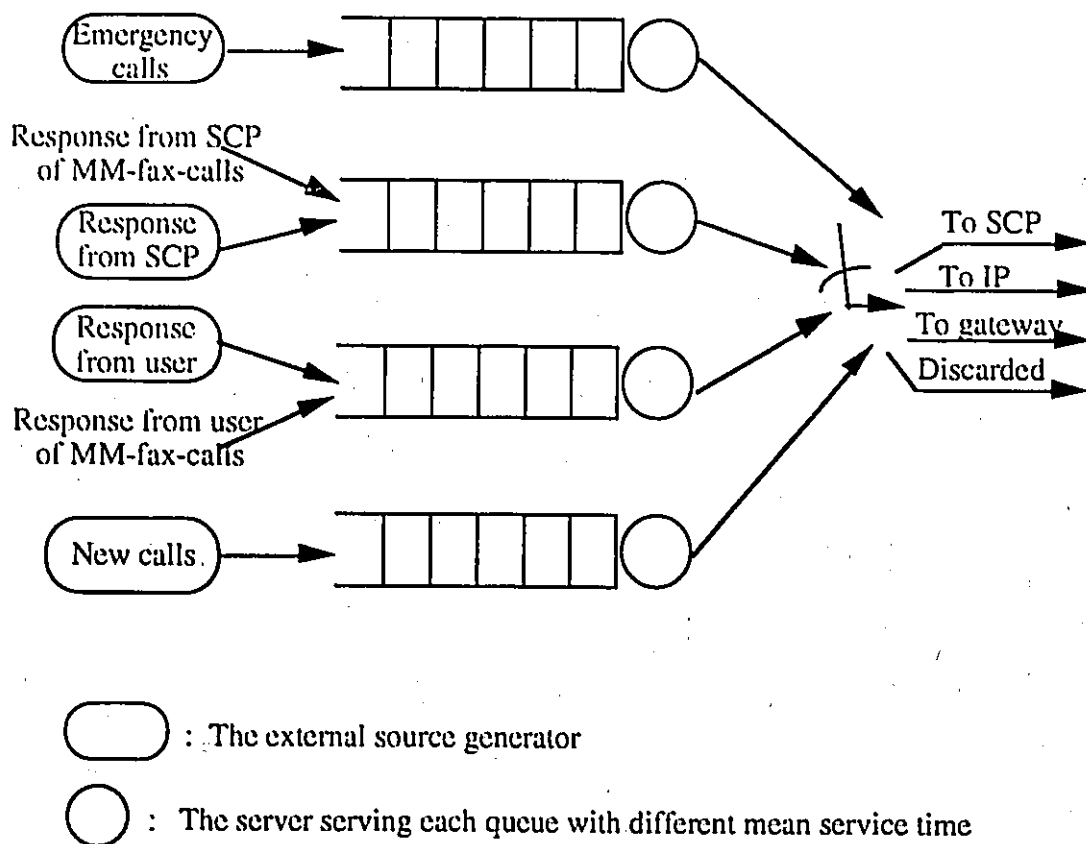 Emergency
calls
Response from SCP
of MM-fax-calls
Response
from SCP
Response
from user
Response from user
of MM-fax-calls
New calls
To SCP
To IP
To gateway
Discarded
: The external source generator
: The server serving each queue with different mean service time